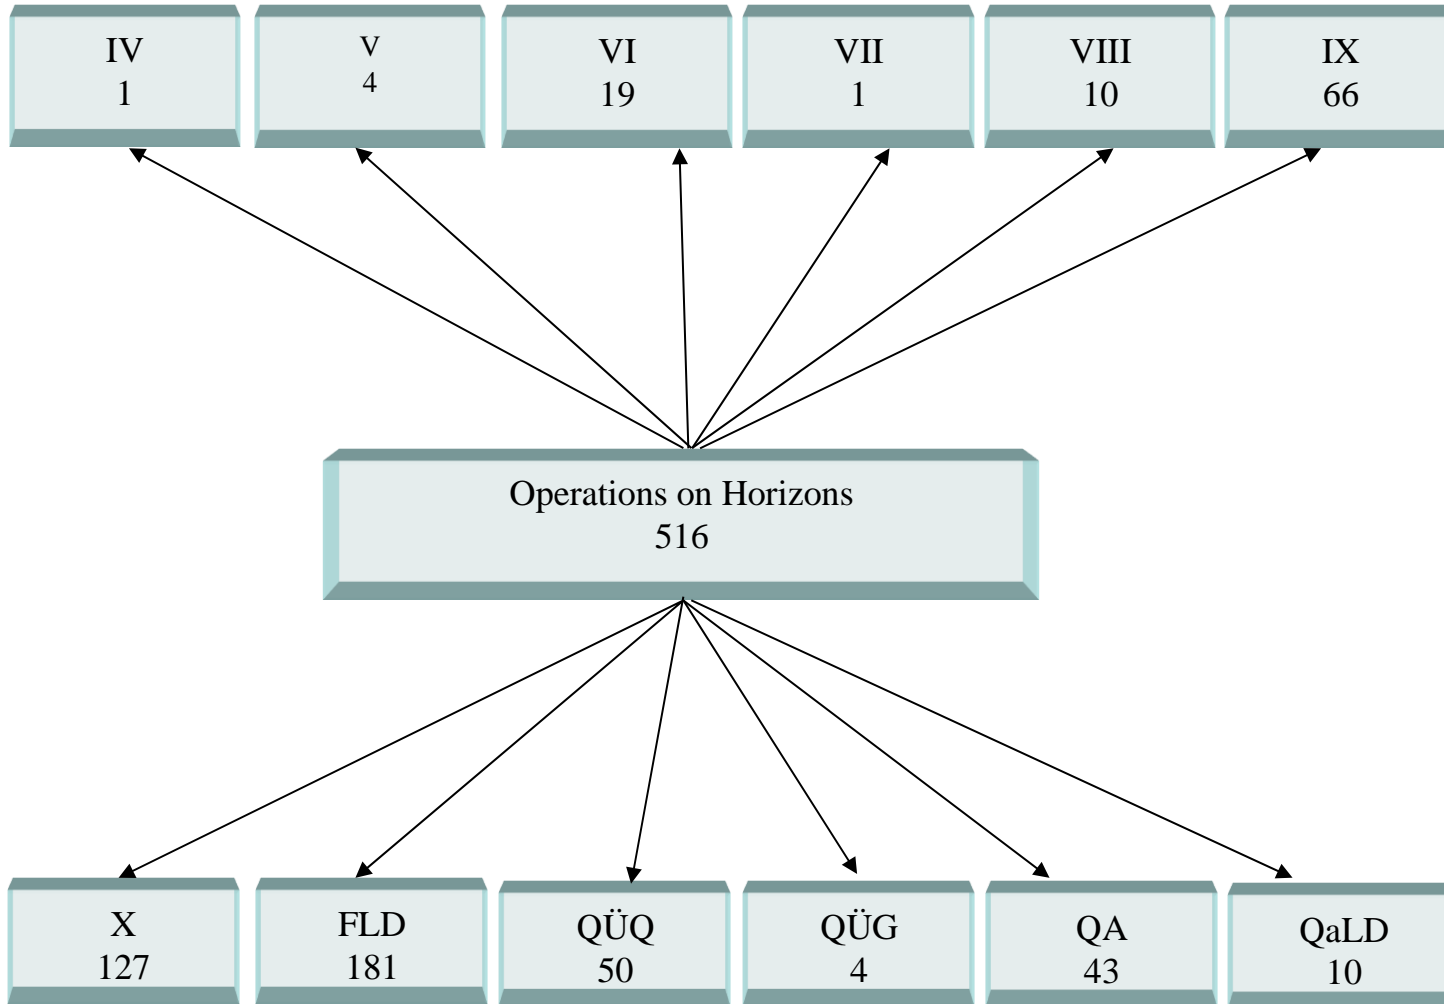 IV
1
V
4
VI
19
VII
1
VIII
10
IX
66
Operations on Horizons
516
X
127
FLD
181
QÜQ
50
QÜG
4
QA
43
QaLD
10